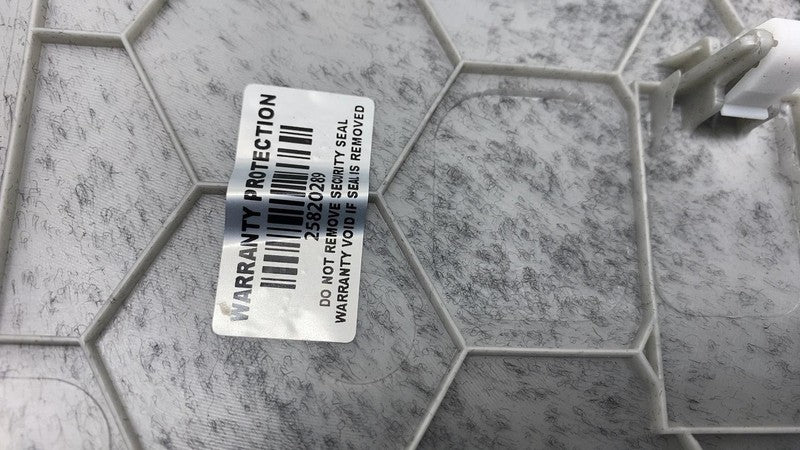 WARRANTY PROTECTION
25820289
DO NOT REMOVE SECURITY SEAL
WARRANTY VOID IF SEAL IS REMOVED